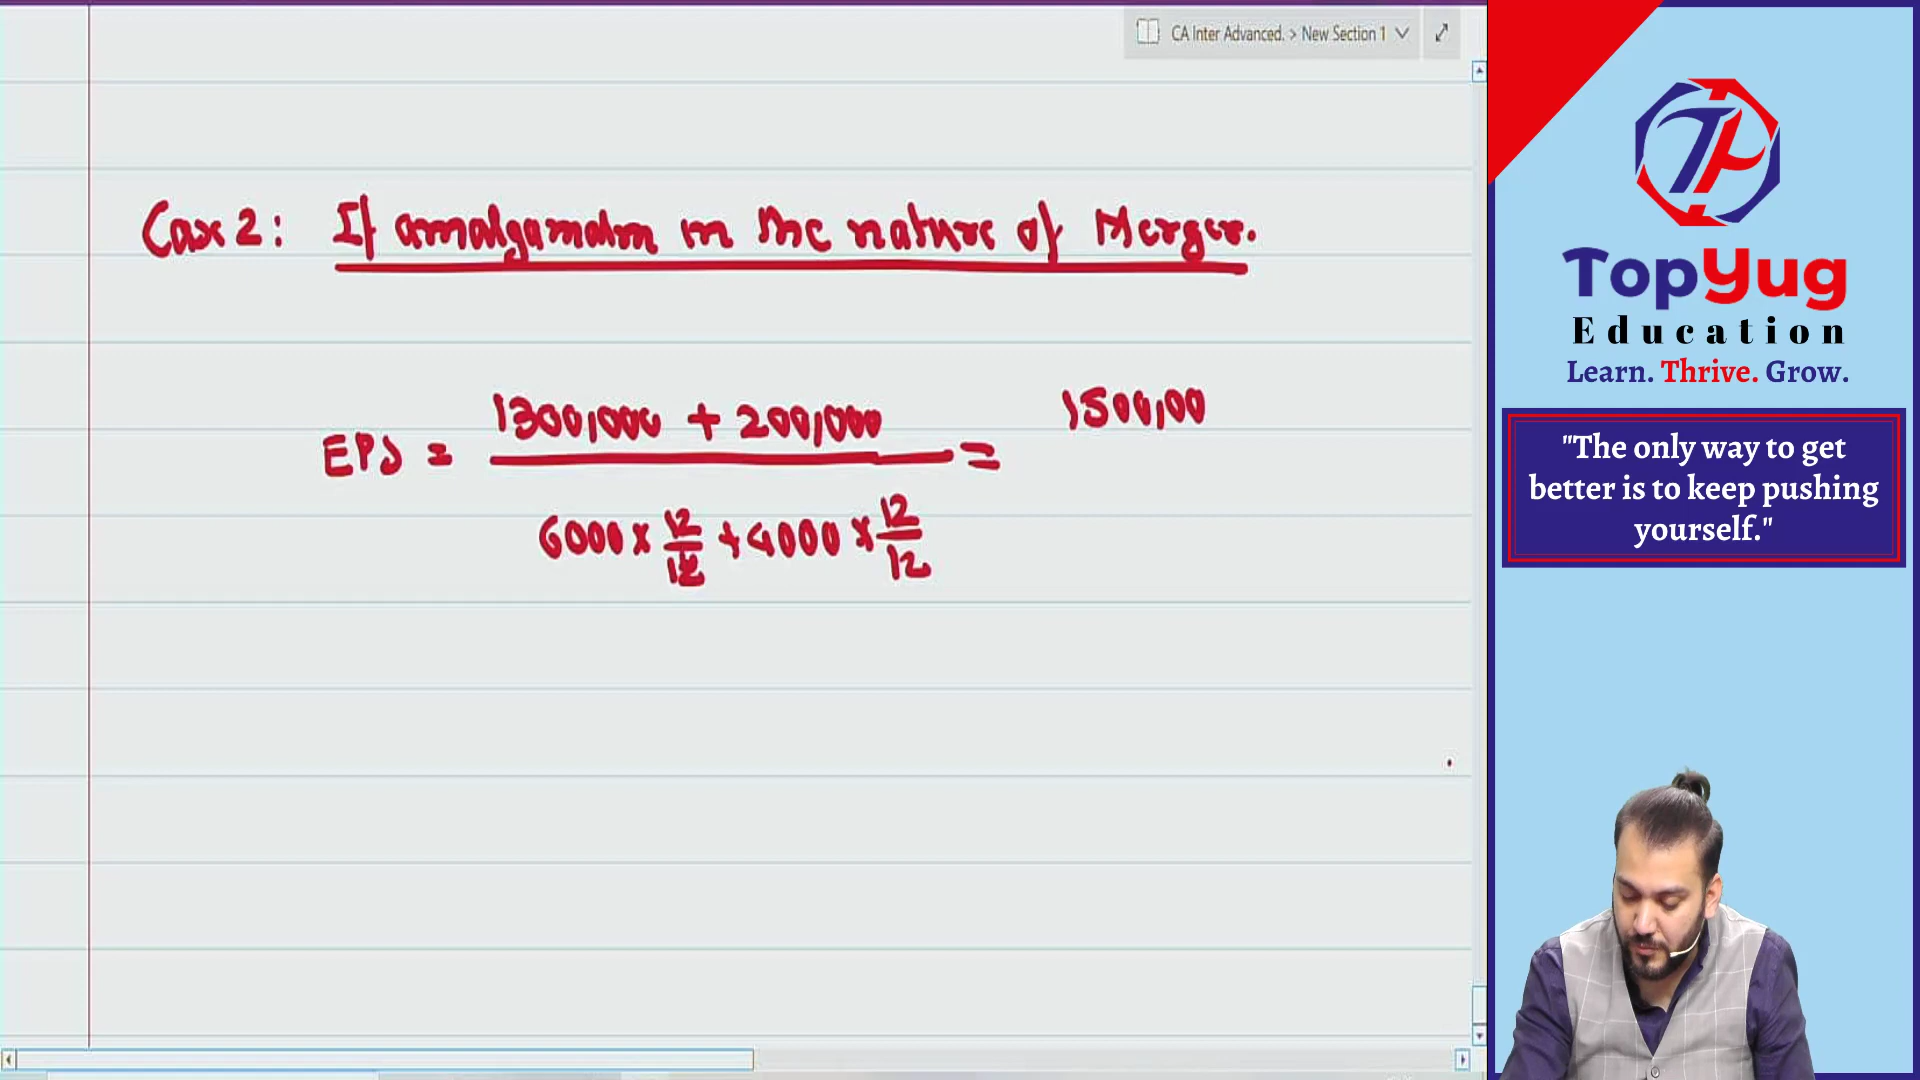 CA Inter Advanced. > New Section 1
Case 2: If amalgamation in the nature of Merger.
1300,000 + 200,000
1500,00
EPS = =
6000 x 12/12 + 4000 x 12/12
TopYug
Education
Learn. Thrive. Grow.
"The only way to get
better is to keep pushing
yourself."